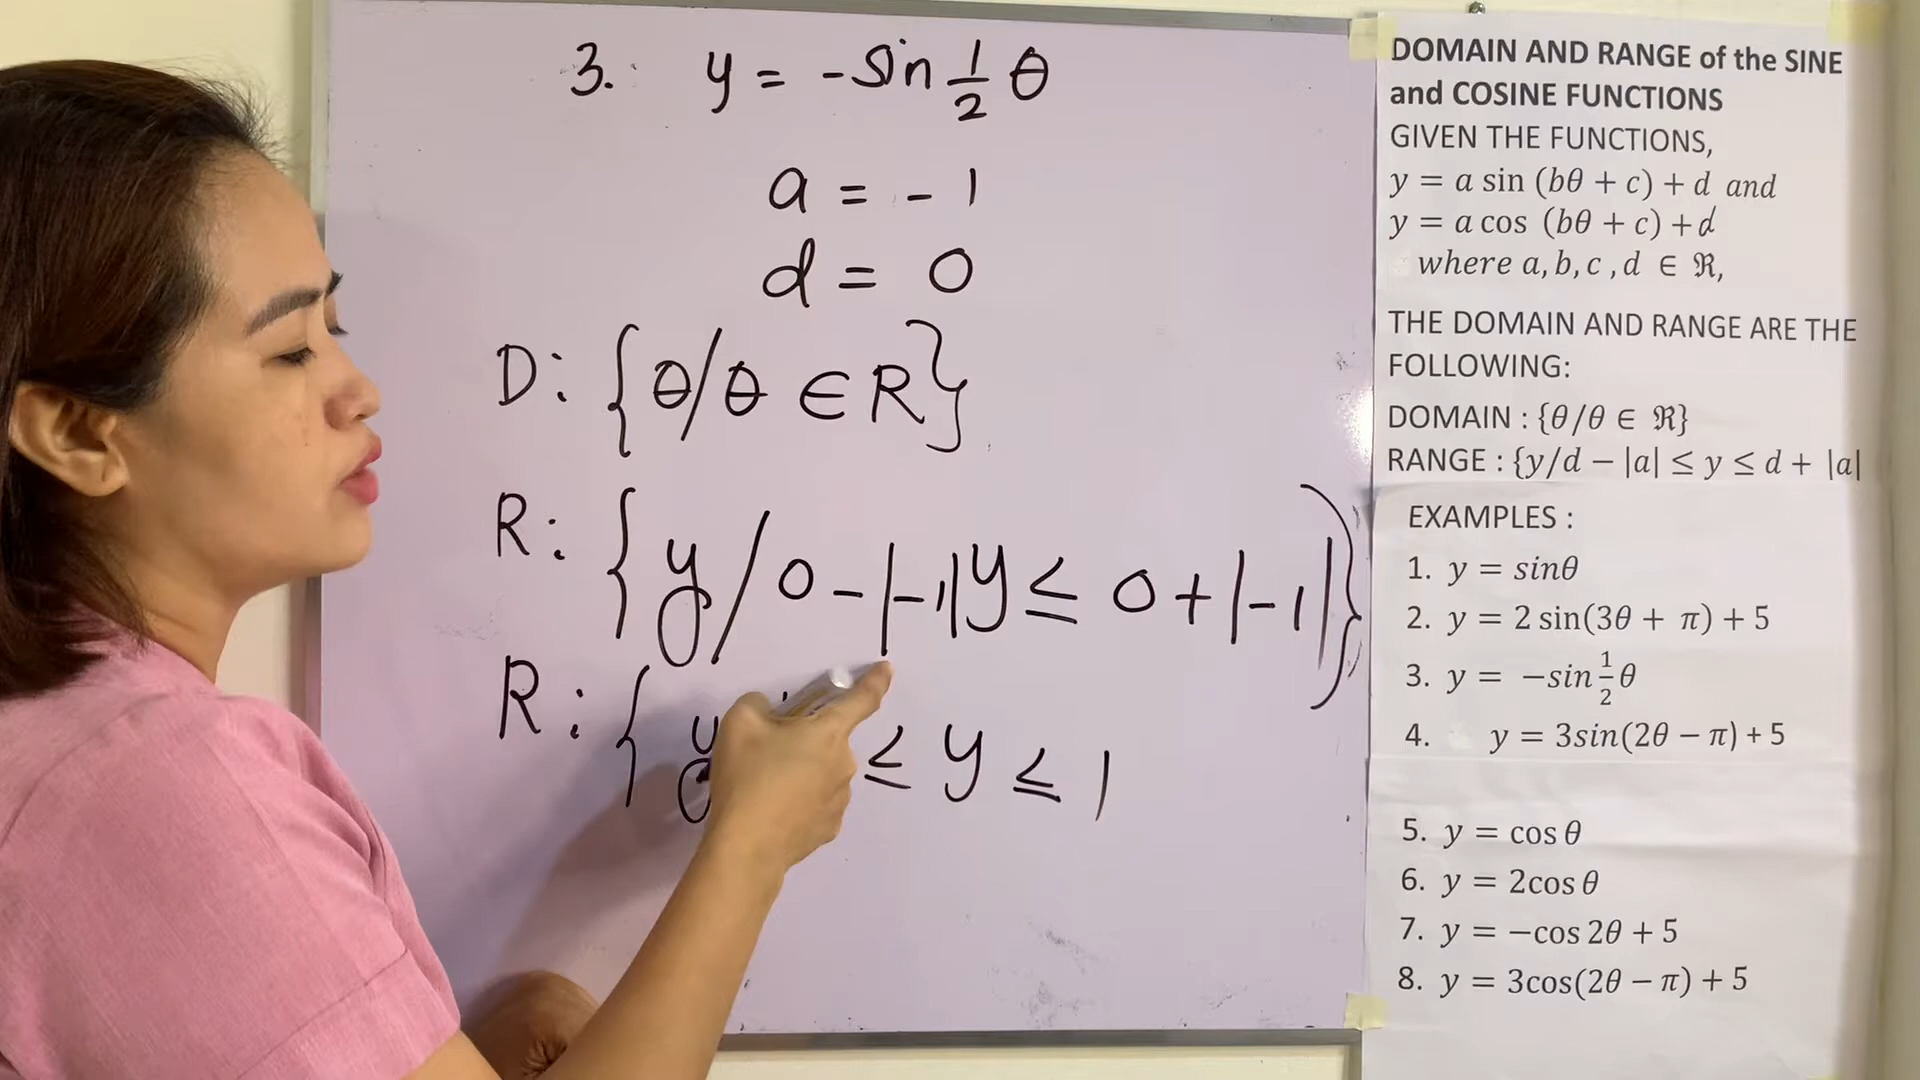 3. y = -sin 1/2 θ
a = -1
d = 0
D: {θ/θ ∈ R}
R: {y/0-|-1|y ≤ 0+|-1|}
R: {y ≤ y ≤ 1
DOMAIN AND RANGE of the SINE
and COSINE FUNCTIONS
GIVEN THE FUNCTIONS,
y = a sin (bθ + c) + d and
y = a cos (bθ + c) + d
where a, b, c , d ∈ ℜ,
THE DOMAIN AND RANGE ARE THE
FOLLOWING:
DOMAIN : {θ/θ ∈ ℜ}
RANGE : {y/d − |a| ≤ y ≤ d + |a|
EXAMPLES :
1. y = sinθ
2. y = 2 sin(3θ + π) + 5
3. y = −sin 1/2 θ
4. y = 3sin(2θ − π) + 5
5. y = cos θ
6. y = 2cos θ
7. y = −cos 2θ + 5
8. y = 3cos(2θ − π) + 5